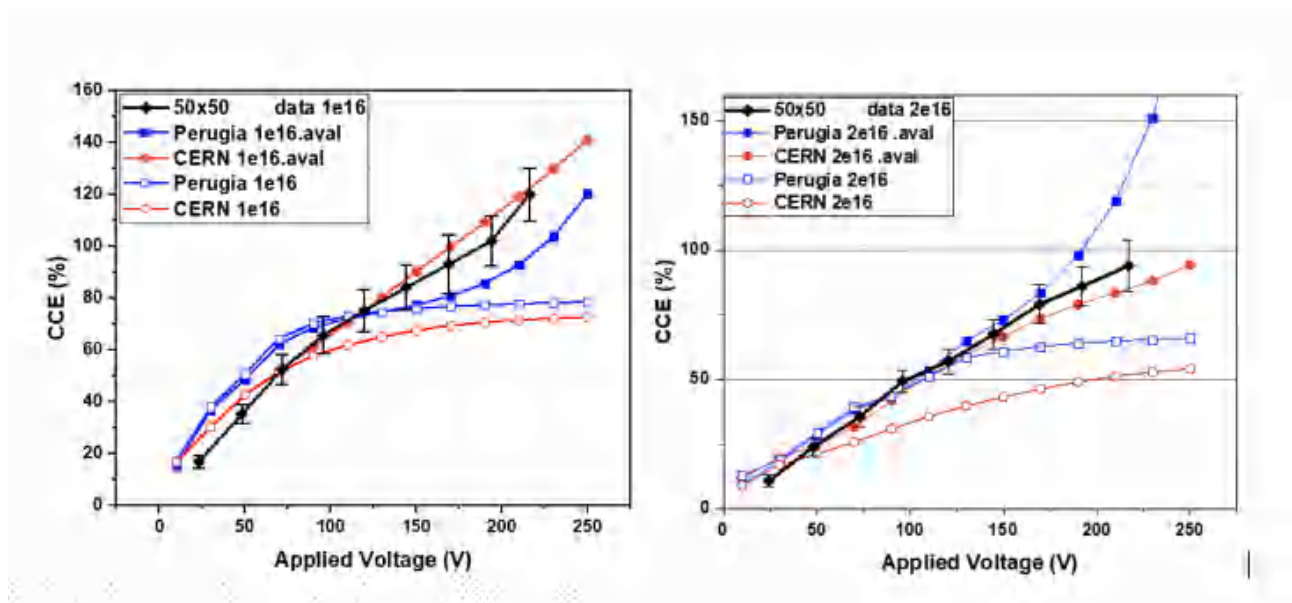 160
140
120
100
80
60
40
20
0
CCE (%)
50x50 data 1e16
Perugia 1e16.aval
CERN 1e16.aval
Perugia 1e16
CERN 1e16
0 50 100 150 200 250
Applied Voltage (V)
150
100
50
0
CCE (%)
50x50 data 2e16
Perugia 2e16 .aval
CERN 2e16 .aval
Perugia 2e16
CERN 2e16
0 50 100 150 200 250
Applied Voltage (V)